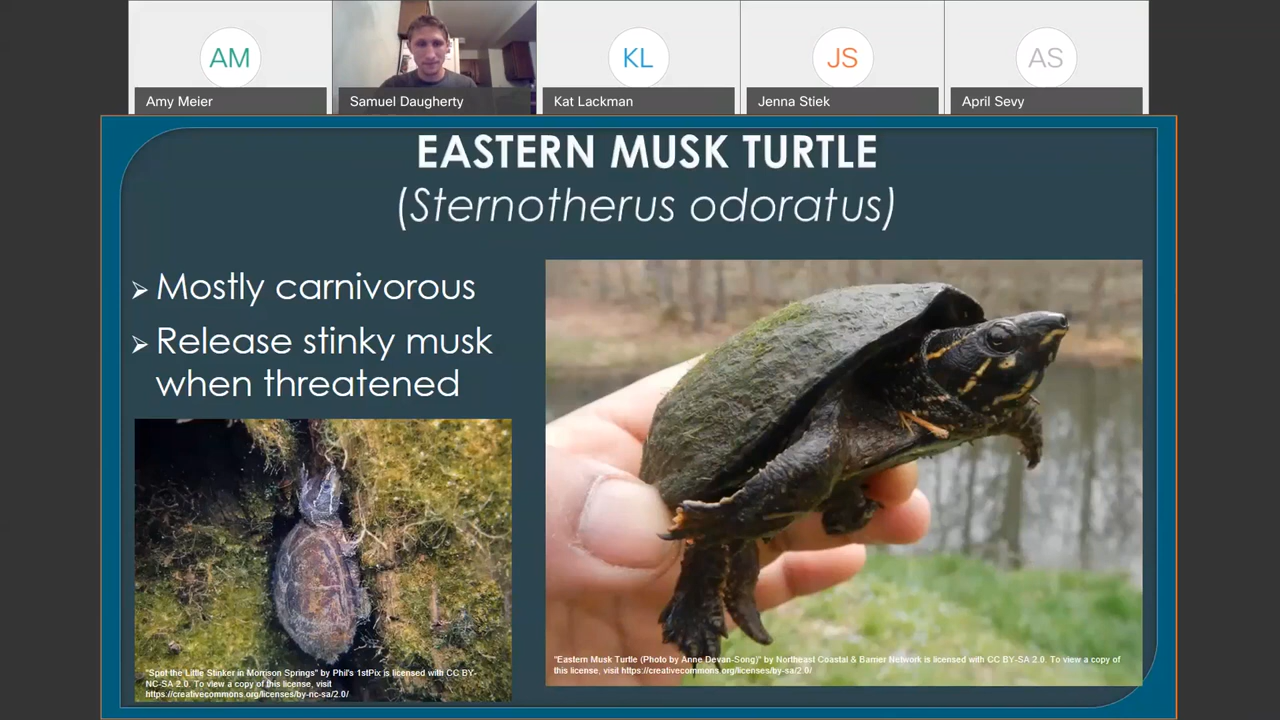 AM
Amy Meier
Samuel Daugherty
KL
Kat Lackman
JS
Jenna Stiek
AS
April Sevy
EASTERN MUSK TURTLE
(Sternotherus odoratus)
Mostly carnivorous
Release stinky musk
when threatened
"Spot the Little Stinker in Morrison Springs" by Phil's 1stPix is licensed with CC BY-
NC-SA 2.0. To view a copy of this license, visit
https://creativecommons.org/licenses/by-nc-sa/2.0/
"Eastern Musk Turtle (Photo by Anne Devan-Song)" by Northeast Coastal & Barrier Network is licensed with CC BY-SA 2.0. To view a copy of
this license, visit https://creativecommons.org/licenses/by-sa/2.0/